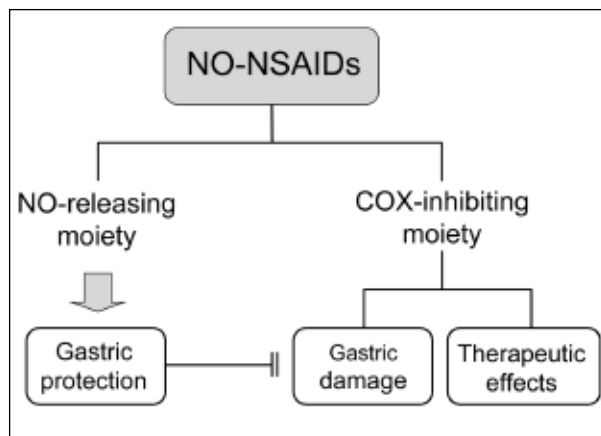 NO-NSAIDs
NO-releasing
moiety
COX-inhibiting
moiety
Gastric
protection
Gastric
damage
Therapeutic
effects